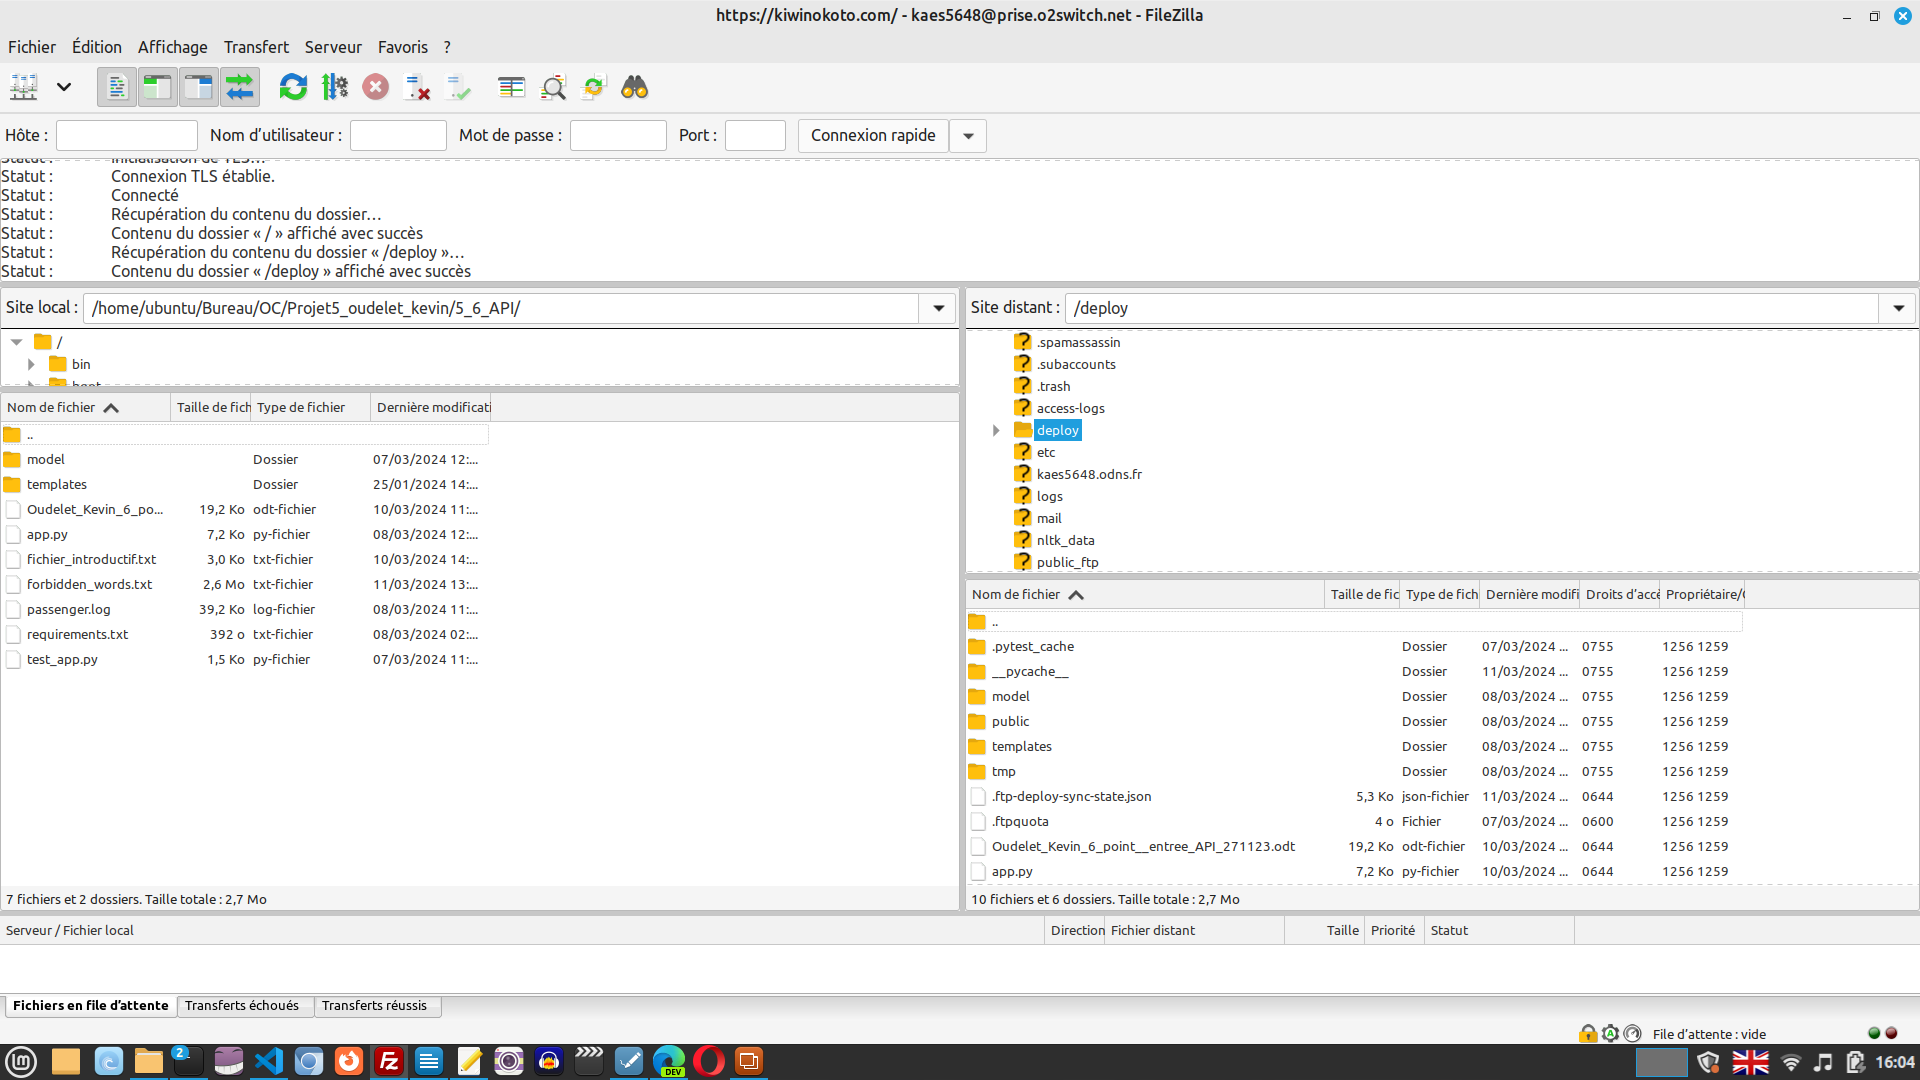 https://kiwinokoto.com/ - kaes5648@prise.o2switch.net - FileZilla
Fichier Édition Affichage Transfert Serveur Favoris ?
Hôte : Nom d’utilisateur : Mot de passe : Port : Connexion rapide
Statut : Initialisation de TLS…
Statut : Connexion TLS établie.
Statut : Connecté
Statut : Récupération du contenu du dossier…
Statut : Contenu du dossier « / » affiché avec succès
Statut : Récupération du contenu du dossier « /deploy »…
Statut : Contenu du dossier « /deploy » affiché avec succès
Site local : /home/ubuntu/Bureau/OC/Projet5_oudelet_kevin/5_6_API/
/
bin
boot
Nom de fichier Taille de fich Type de fichier Dernière modificati
..
model Dossier 07/03/2024 12:...
templates Dossier 25/01/2024 14:...
Oudelet_Kevin_6_po... 19,2 Ko odt-fichier 10/03/2024 11:...
app.py 7,2 Ko py-fichier 08/03/2024 12:...
fichier_introductif.txt 3,0 Ko txt-fichier 10/03/2024 14:...
forbidden_words.txt 2,6 Mo txt-fichier 11/03/2024 13:...
passenger.log 39,2 Ko log-fichier 08/03/2024 11:...
requirements.txt 392 o txt-fichier 08/03/2024 02:...
test_app.py 1,5 Ko py-fichier 07/03/2024 11:...
7 fichiers et 2 dossiers. Taille totale : 2,7 Mo
Site distant : /deploy
.spamassassin
.subaccounts
.trash
access-logs
deploy
etc
kaes5648.odns.fr
logs
mail
nltk_data
public_ftp
Nom de fichier Taille de fic Type de fich Dernière modifi Droits d’accè Propriétaire/G
..
.pytest_cache Dossier 07/03/2024 ... 0755 1256 1259
__pycache__ Dossier 11/03/2024 ... 0755 1256 1259
model Dossier 08/03/2024 ... 0755 1256 1259
public Dossier 08/03/2024 ... 0755 1256 1259
templates Dossier 08/03/2024 ... 0755 1256 1259
tmp Dossier 08/03/2024 ... 0755 1256 1259
.ftp-deploy-sync-state.json 5,3 Ko json-fichier 11/03/2024 ... 0644 1256 1259
.ftpquota 4 o Fichier 07/03/2024 ... 0600 1256 1259
Oudelet_Kevin_6_point__entree_API_271123.odt 19,2 Ko odt-fichier 10/03/2024 ... 0644 1256 1259
app.py 7,2 Ko py-fichier 10/03/2024 ... 0644 1256 1259
10 fichiers et 6 dossiers. Taille totale : 2,7 Mo
Serveur / Fichier local Direction Fichier distant Taille Priorité Statut
Fichiers en file d’attente Transferts échoués Transferts réussis
File d’attente : vide
2
DEV
16:04